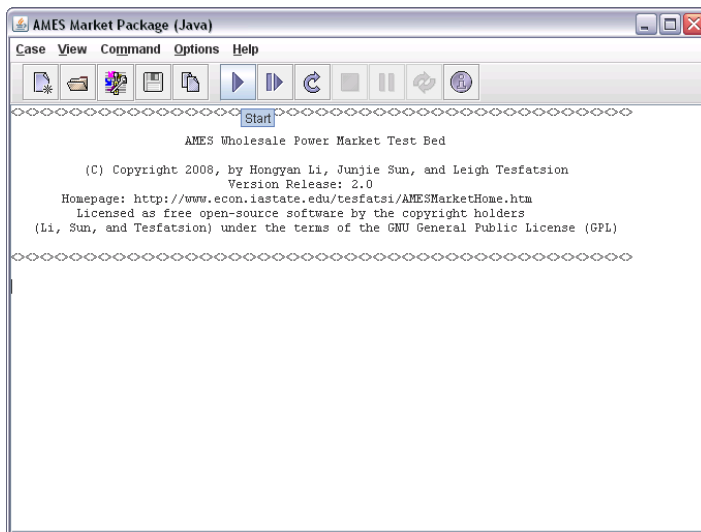 AMES Market Package (Java)
Case View Command Options Help
Start
<><><><><><><><><><><><><><><><><><><><><><><><><><><><><><><><><><><><><><><><><><><>
AMES Wholesale Power Market Test Bed
(C) Copyright 2008, by Hongyan Li, Junjie Sun, and Leigh Tesfatsion
Version Release: 2.0
Homepage: http://www.econ.iastate.edu/tesfatsi/AMESMarketHome.htm
Licensed as free open-source software by the copyright holders
(Li, Sun, and Tesfatsion) under the terms of the GNU General Public License (GPL)
<><><><><><><><><><><><><><><><><><><><><><><><><><><><><><><><><><><><><><><><><><><>